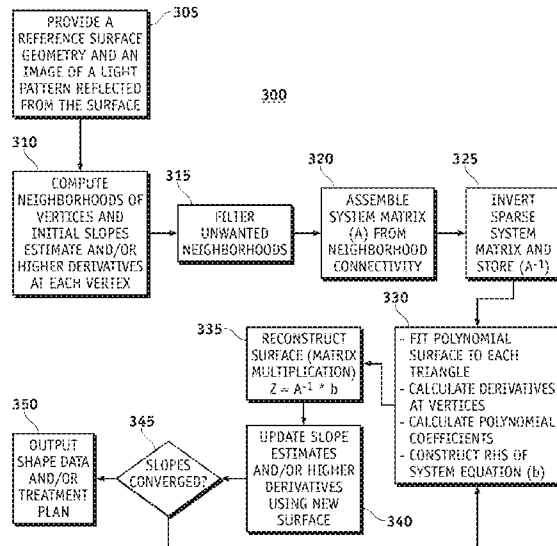 305
PROVIDE A
REFERENCE SURFACE
GEOMETRY AND AN
IMAGE OF A LIGHT
PATTERN REFLECTED
FROM THE SURFACE
300
310
COMPUTE
NEIGHBORHOODS OF
VERTICES AND
INITIAL SLOPES
ESTIMATE AND/OR
HIGHER DERIVATIVES
AT EACH VERTEX
315
FILTER
UNWANTED
NEIGHBORHOODS
320
ASSEMBLE
SYSTEM MATRIX
(A) FROM
NEIGHBORHOOD
CONNECTIVITY
325
INVERT
SPARSE
SYSTEM
MATRIX AND
STORE (A⁻¹)
330
- FIT POLYNOMIAL
SURFACE TO EACH
TRIANGLE
- CALCULATE DERIVATIVES
AT VERTICES
- CALCULATE POLYNOMIAL
COEFFICIENTS
- CONSTRUCT RHS OF
SYSTEM EQUATION (b)
335
RECONSTRUCT
SURFACE (MATRIX
MULTIPLICATION)
Z = A⁻¹ * b
340
UPDATE SLOPE
ESTIMATES
AND/OR HIGHER
DERIVATIVES
USING NEW
SURFACE
345
SLOPES
CONVERGED?
350
OUTPUT
SHAPE DATA
AND/OR
TREATMENT
PLAN